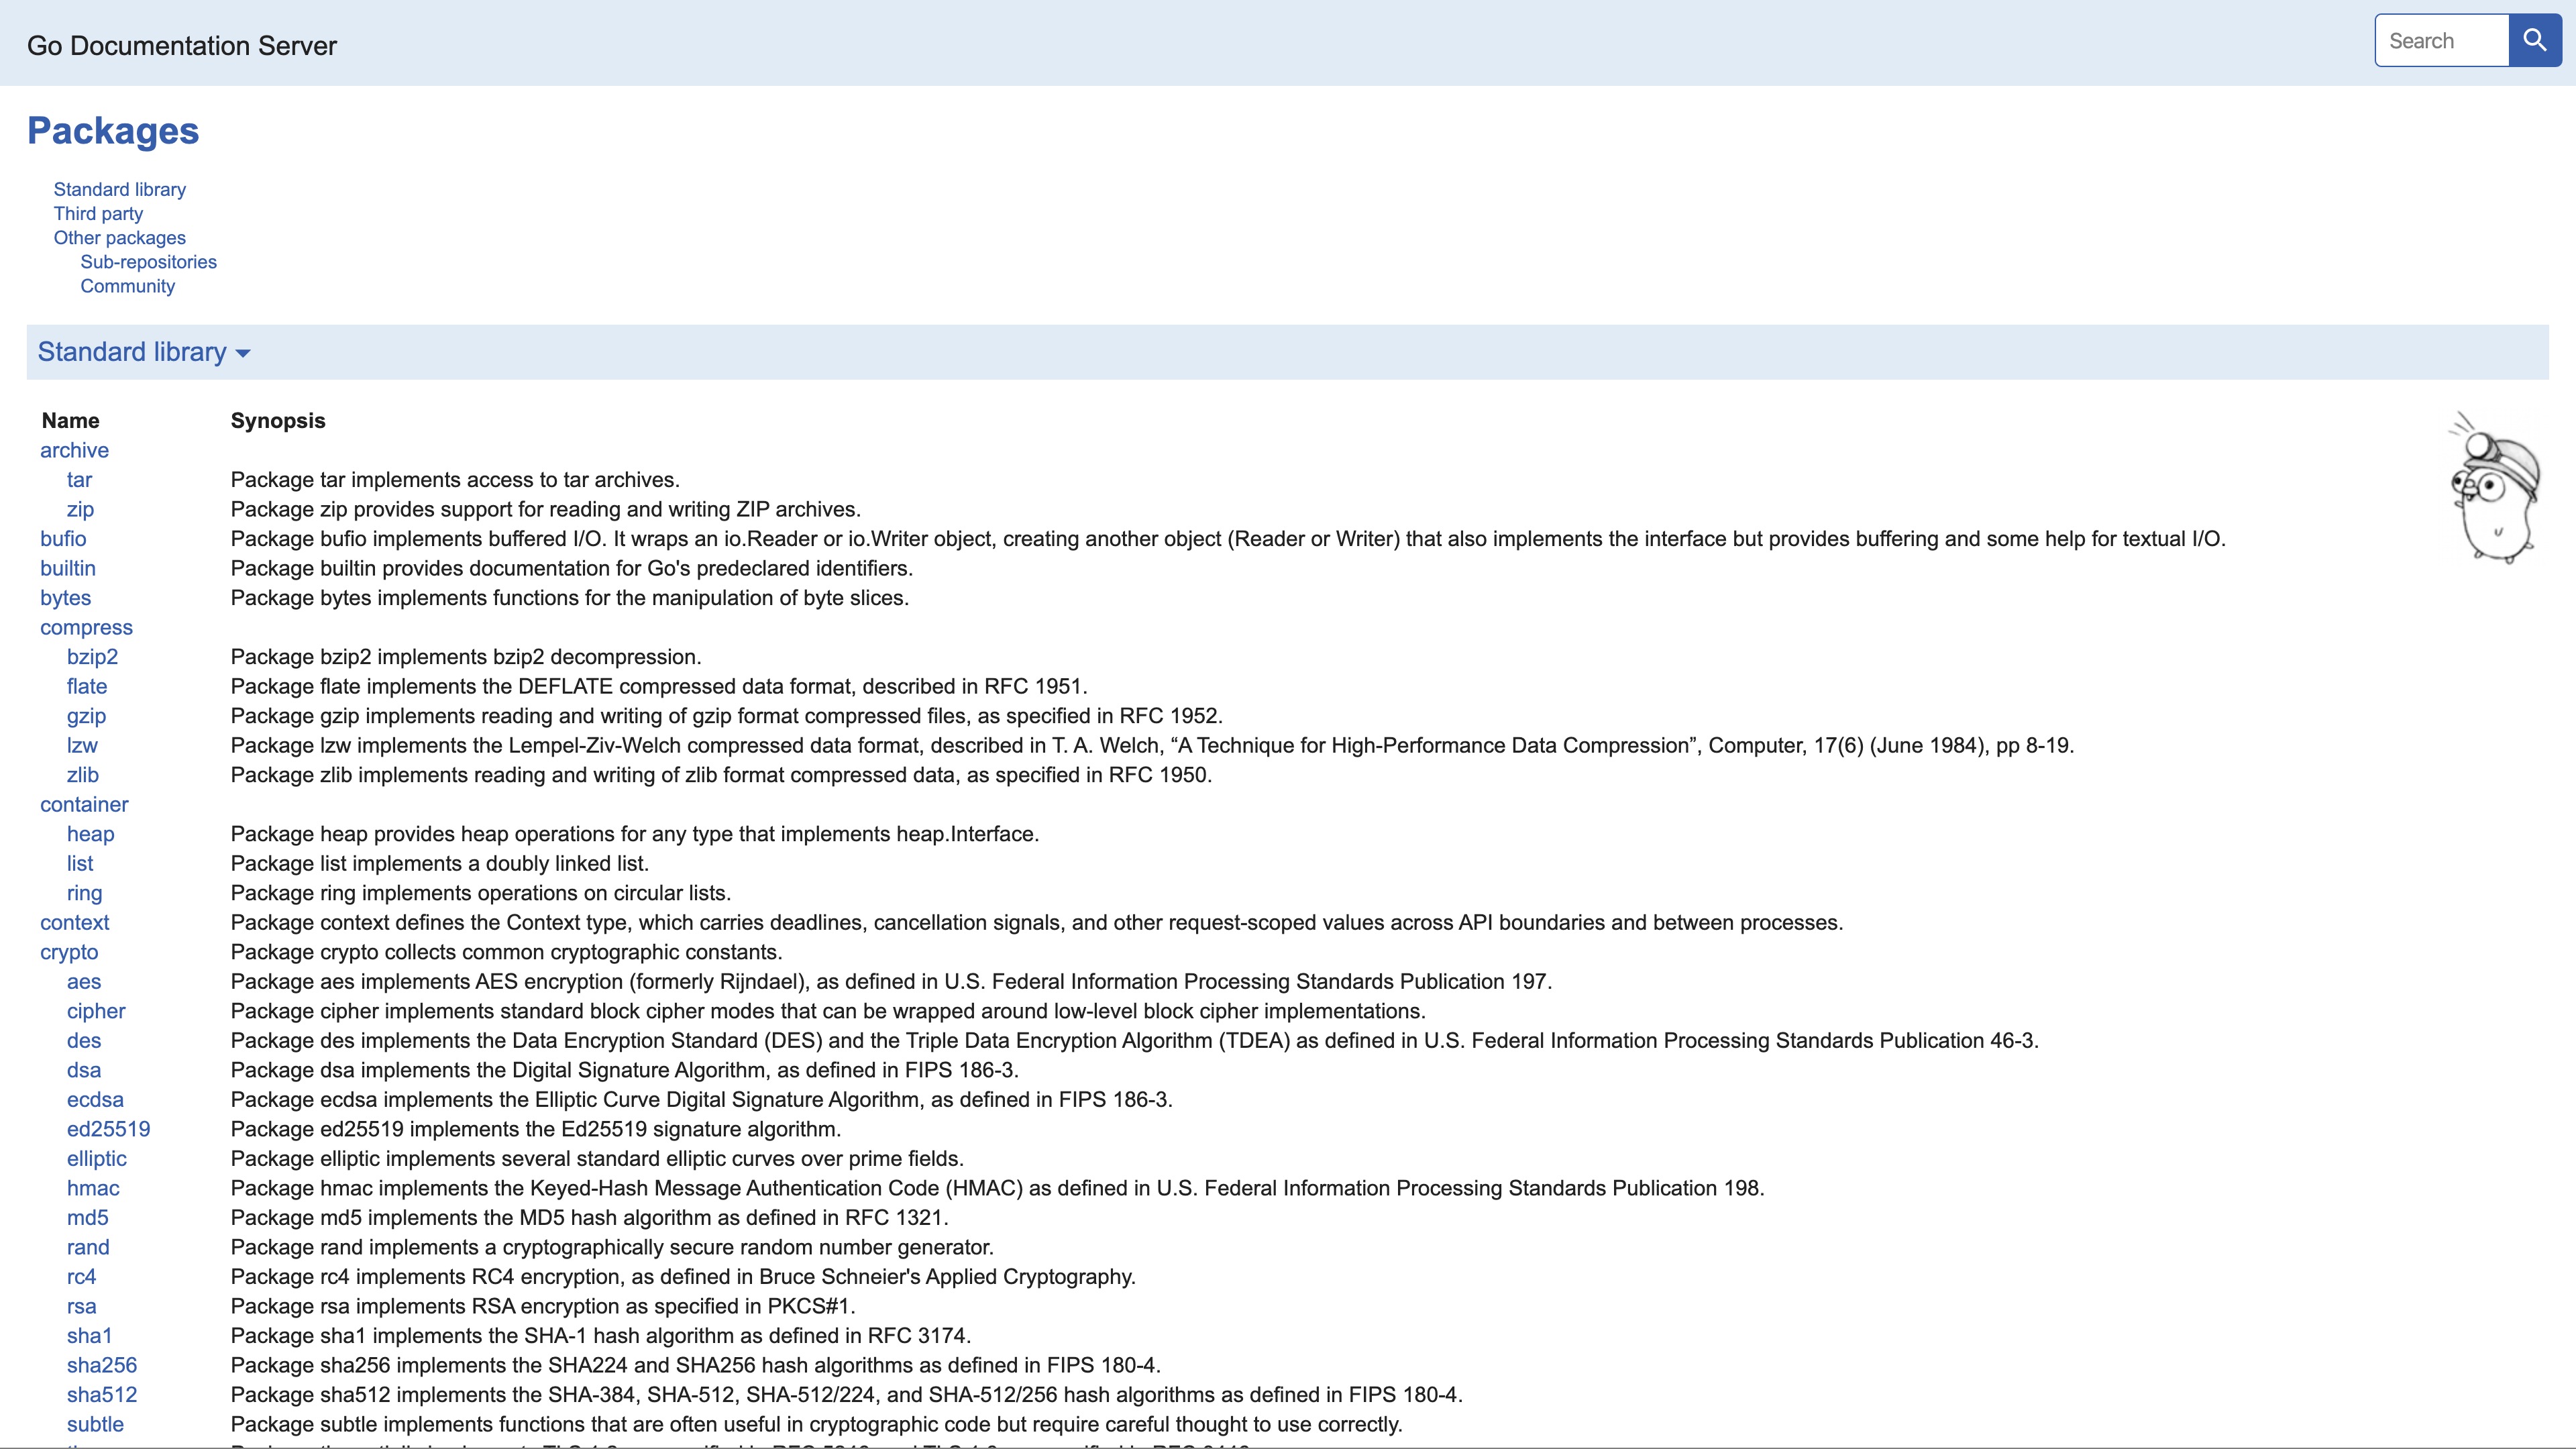 Go Documentation Server
Search
Packages
Standard library
Third party
Other packages
Sub-repositories
Community
Standard library
Name Synopsis
archive
tar Package tar implements access to tar archives.
zip Package zip provides support for reading and writing ZIP archives.
bufio Package bufio implements buffered I/O. It wraps an io.Reader or io.Writer object, creating another object (Reader or Writer) that also implements the interface but provides buffering and some help for textual I/O.
builtin Package builtin provides documentation for Go's predeclared identifiers.
bytes Package bytes implements functions for the manipulation of byte slices.
compress
bzip2 Package bzip2 implements bzip2 decompression.
flate Package flate implements the DEFLATE compressed data format, described in RFC 1951.
gzip Package gzip implements reading and writing of gzip format compressed files, as specified in RFC 1952.
lzw Package lzw implements the Lempel-Ziv-Welch compressed data format, described in T. A. Welch, “A Technique for High-Performance Data Compression”, Computer, 17(6) (June 1984), pp 8-19.
zlib Package zlib implements reading and writing of zlib format compressed data, as specified in RFC 1950.
container
heap Package heap provides heap operations for any type that implements heap.Interface.
list Package list implements a doubly linked list.
ring Package ring implements operations on circular lists.
context Package context defines the Context type, which carries deadlines, cancellation signals, and other request-scoped values across API boundaries and between processes.
crypto Package crypto collects common cryptographic constants.
aes Package aes implements AES encryption (formerly Rijndael), as defined in U.S. Federal Information Processing Standards Publication 197.
cipher Package cipher implements standard block cipher modes that can be wrapped around low-level block cipher implementations.
des Package des implements the Data Encryption Standard (DES) and the Triple Data Encryption Algorithm (TDEA) as defined in U.S. Federal Information Processing Standards Publication 46-3.
dsa Package dsa implements the Digital Signature Algorithm, as defined in FIPS 186-3.
ecdsa Package ecdsa implements the Elliptic Curve Digital Signature Algorithm, as defined in FIPS 186-3.
ed25519 Package ed25519 implements the Ed25519 signature algorithm.
elliptic Package elliptic implements several standard elliptic curves over prime fields.
hmac Package hmac implements the Keyed-Hash Message Authentication Code (HMAC) as defined in U.S. Federal Information Processing Standards Publication 198.
md5 Package md5 implements the MD5 hash algorithm as defined in RFC 1321.
rand Package rand implements a cryptographically secure random number generator.
rc4 Package rc4 implements RC4 encryption, as defined in Bruce Schneier's Applied Cryptography.
rsa Package rsa implements RSA encryption as specified in PKCS#1.
sha1 Package sha1 implements the SHA-1 hash algorithm as defined in RFC 3174.
sha256 Package sha256 implements the SHA224 and SHA256 hash algorithms as defined in FIPS 180-4.
sha512 Package sha512 implements the SHA-384, SHA-512, SHA-512/224, and SHA-512/256 hash algorithms as defined in FIPS 180-4.
subtle Package subtle implements functions that are often useful in cryptographic code but require careful thought to use correctly.